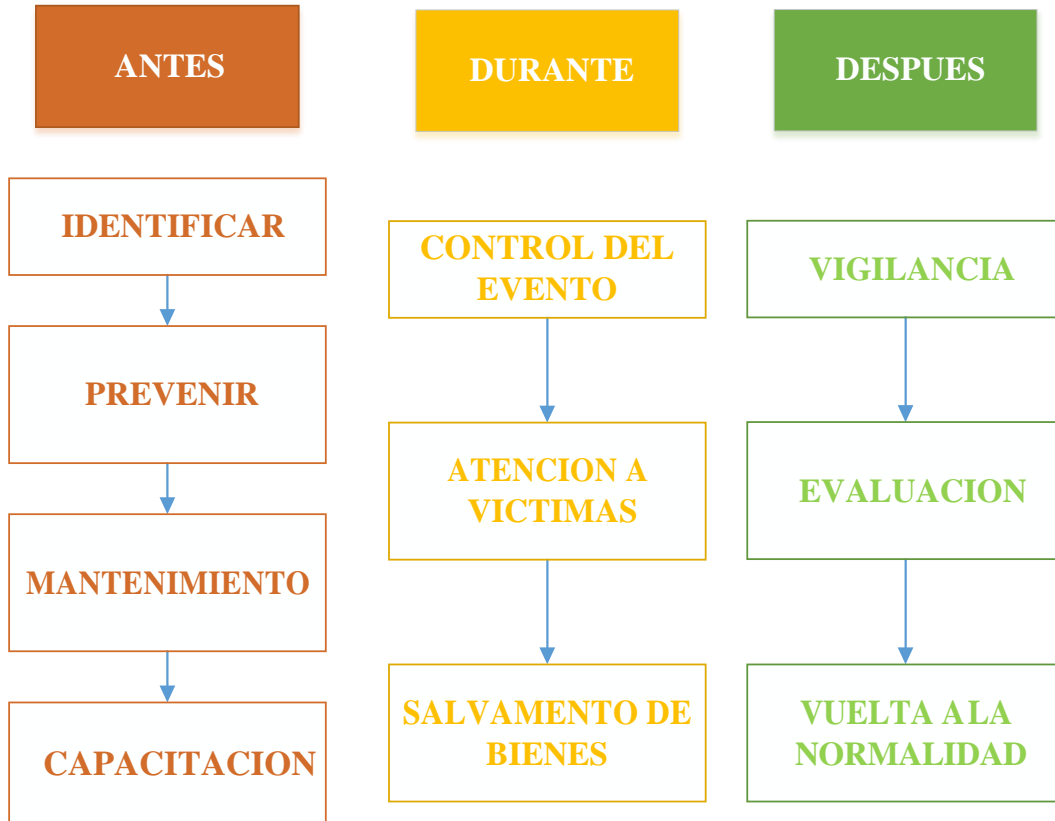 ANTES
IDENTIFICAR
PREVENIR
MANTENIMIENTO
CAPACITACION
DURANTE
CONTROL DEL
EVENTO
ATENCION A
VICTIMAS
SALVAMENTO DE
BIENES
DESPUES
VIGILANCIA
EVALUACION
VUELTA ALA
NORMALIDAD